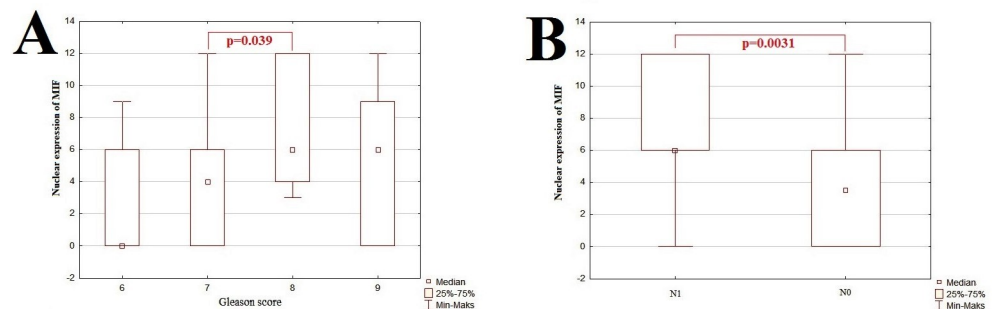 A
Nuclear expression of MIF
14
12
10
8
6
4
2
0
-2
p=0.039
6 7 8 9
Gleason score
Median
25%-75%
Min-Maks
B
Nuclear expression of MIF
14
12
10
8
6
4
2
0
-2
p=0.0031
N1 N0
Median
25%-75%
Min-Maks